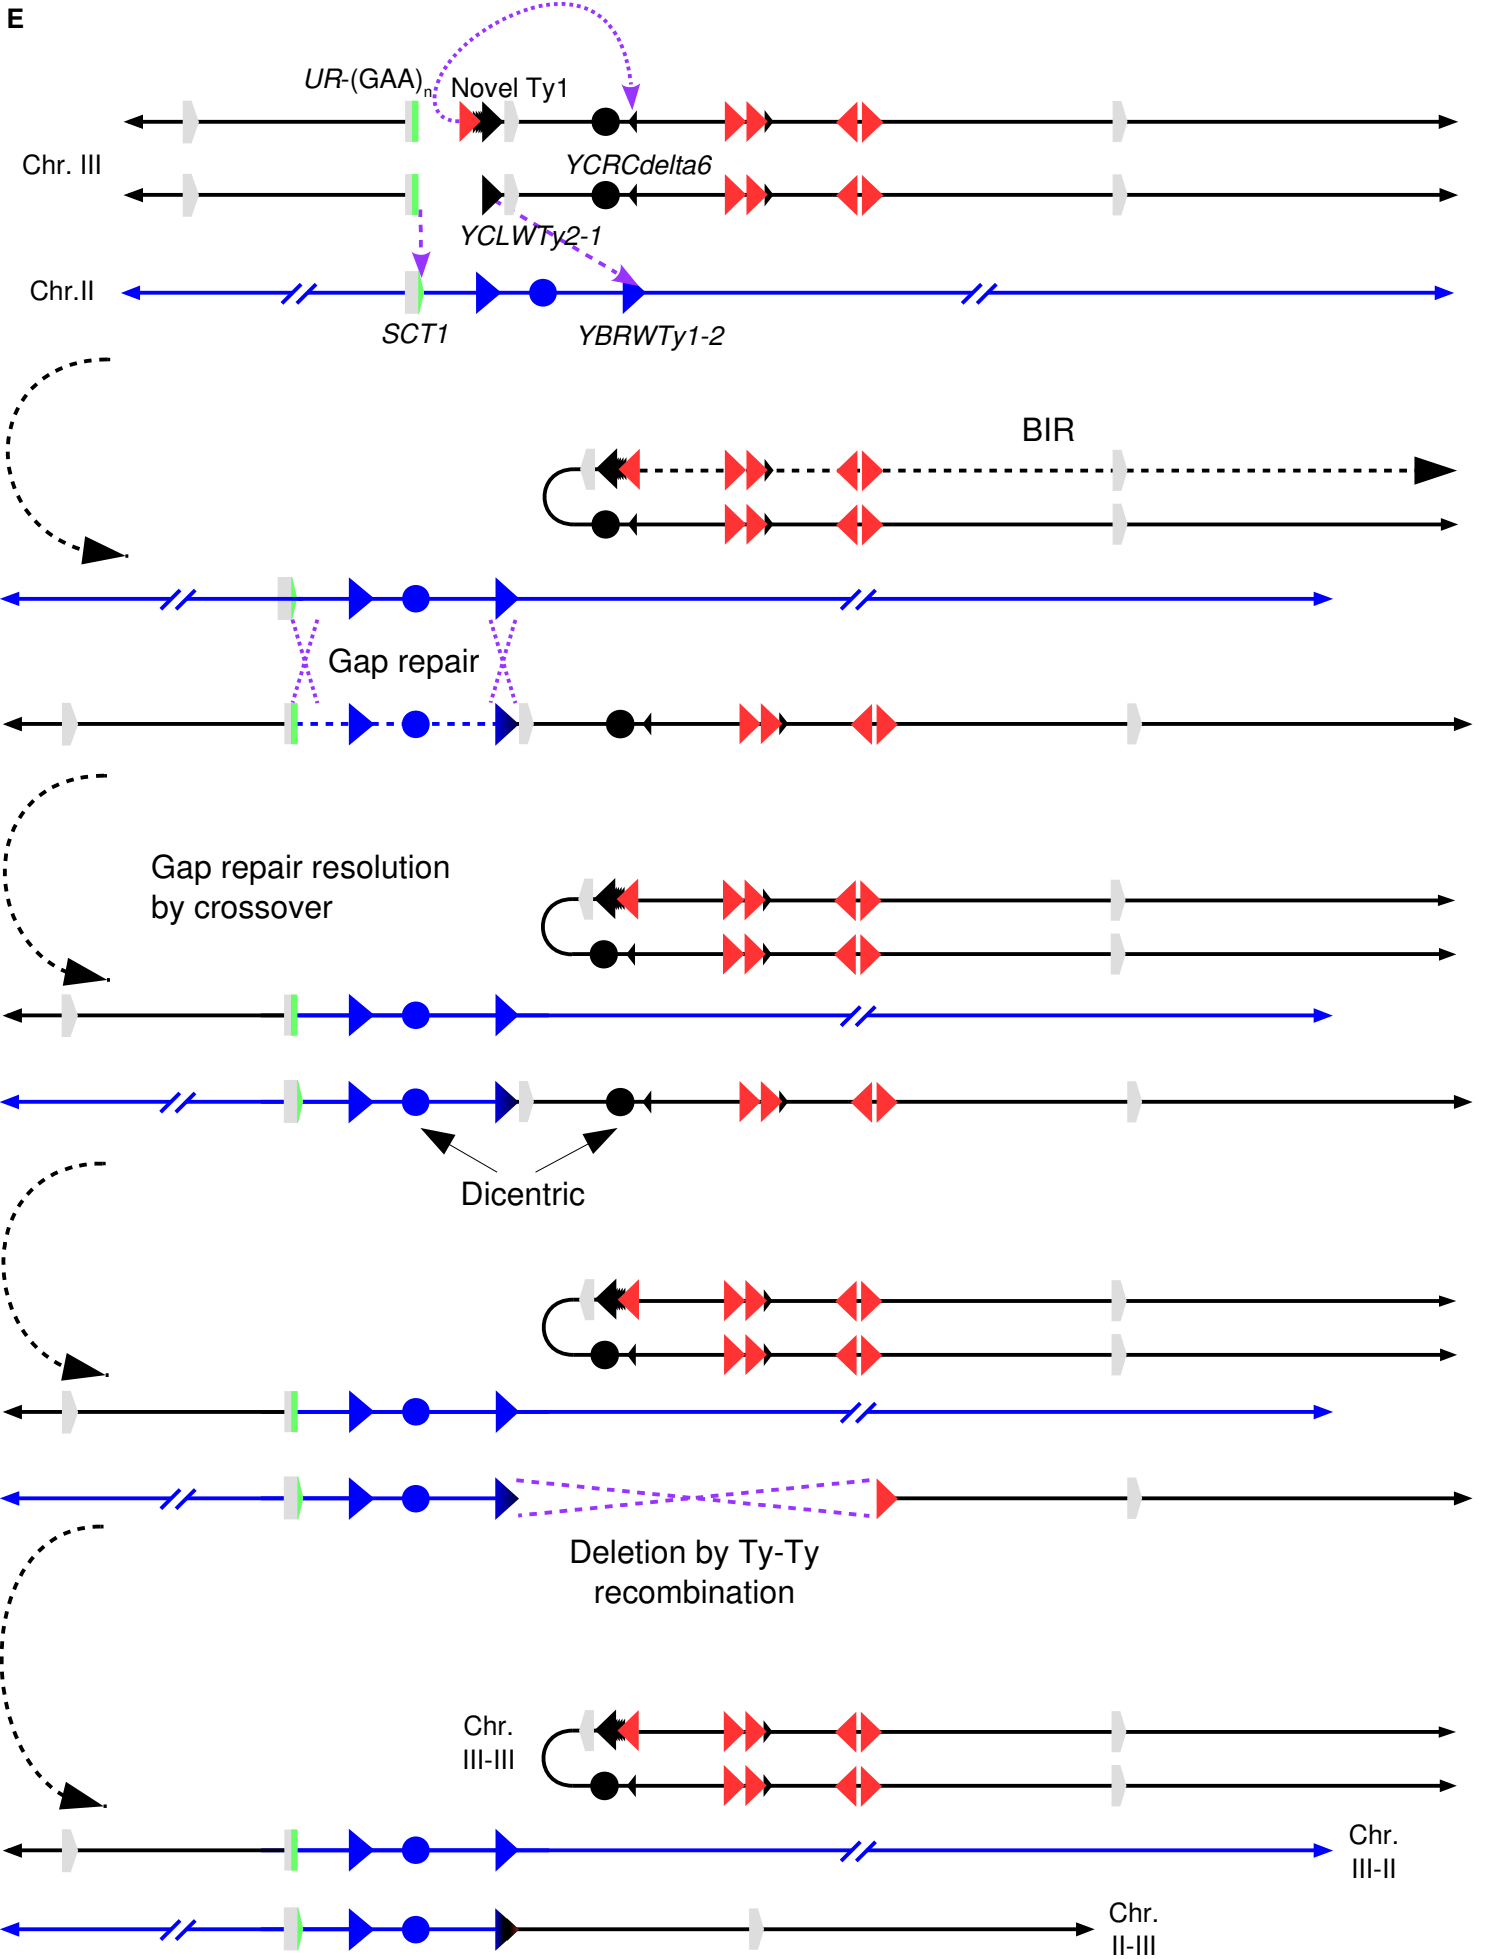 E
UR-(GAA)n
Novel Ty1
Chr. III
YCRCdelta6
YCLWTy2-1
Chr.II
SCT1
YBRWTy1-2
BIR
Gap repair
Gap repair resolution
by crossover
Dicentric
Deletion by Ty-Ty
recombination
Chr.
III-III
Chr.
III-II
Chr.
II-III